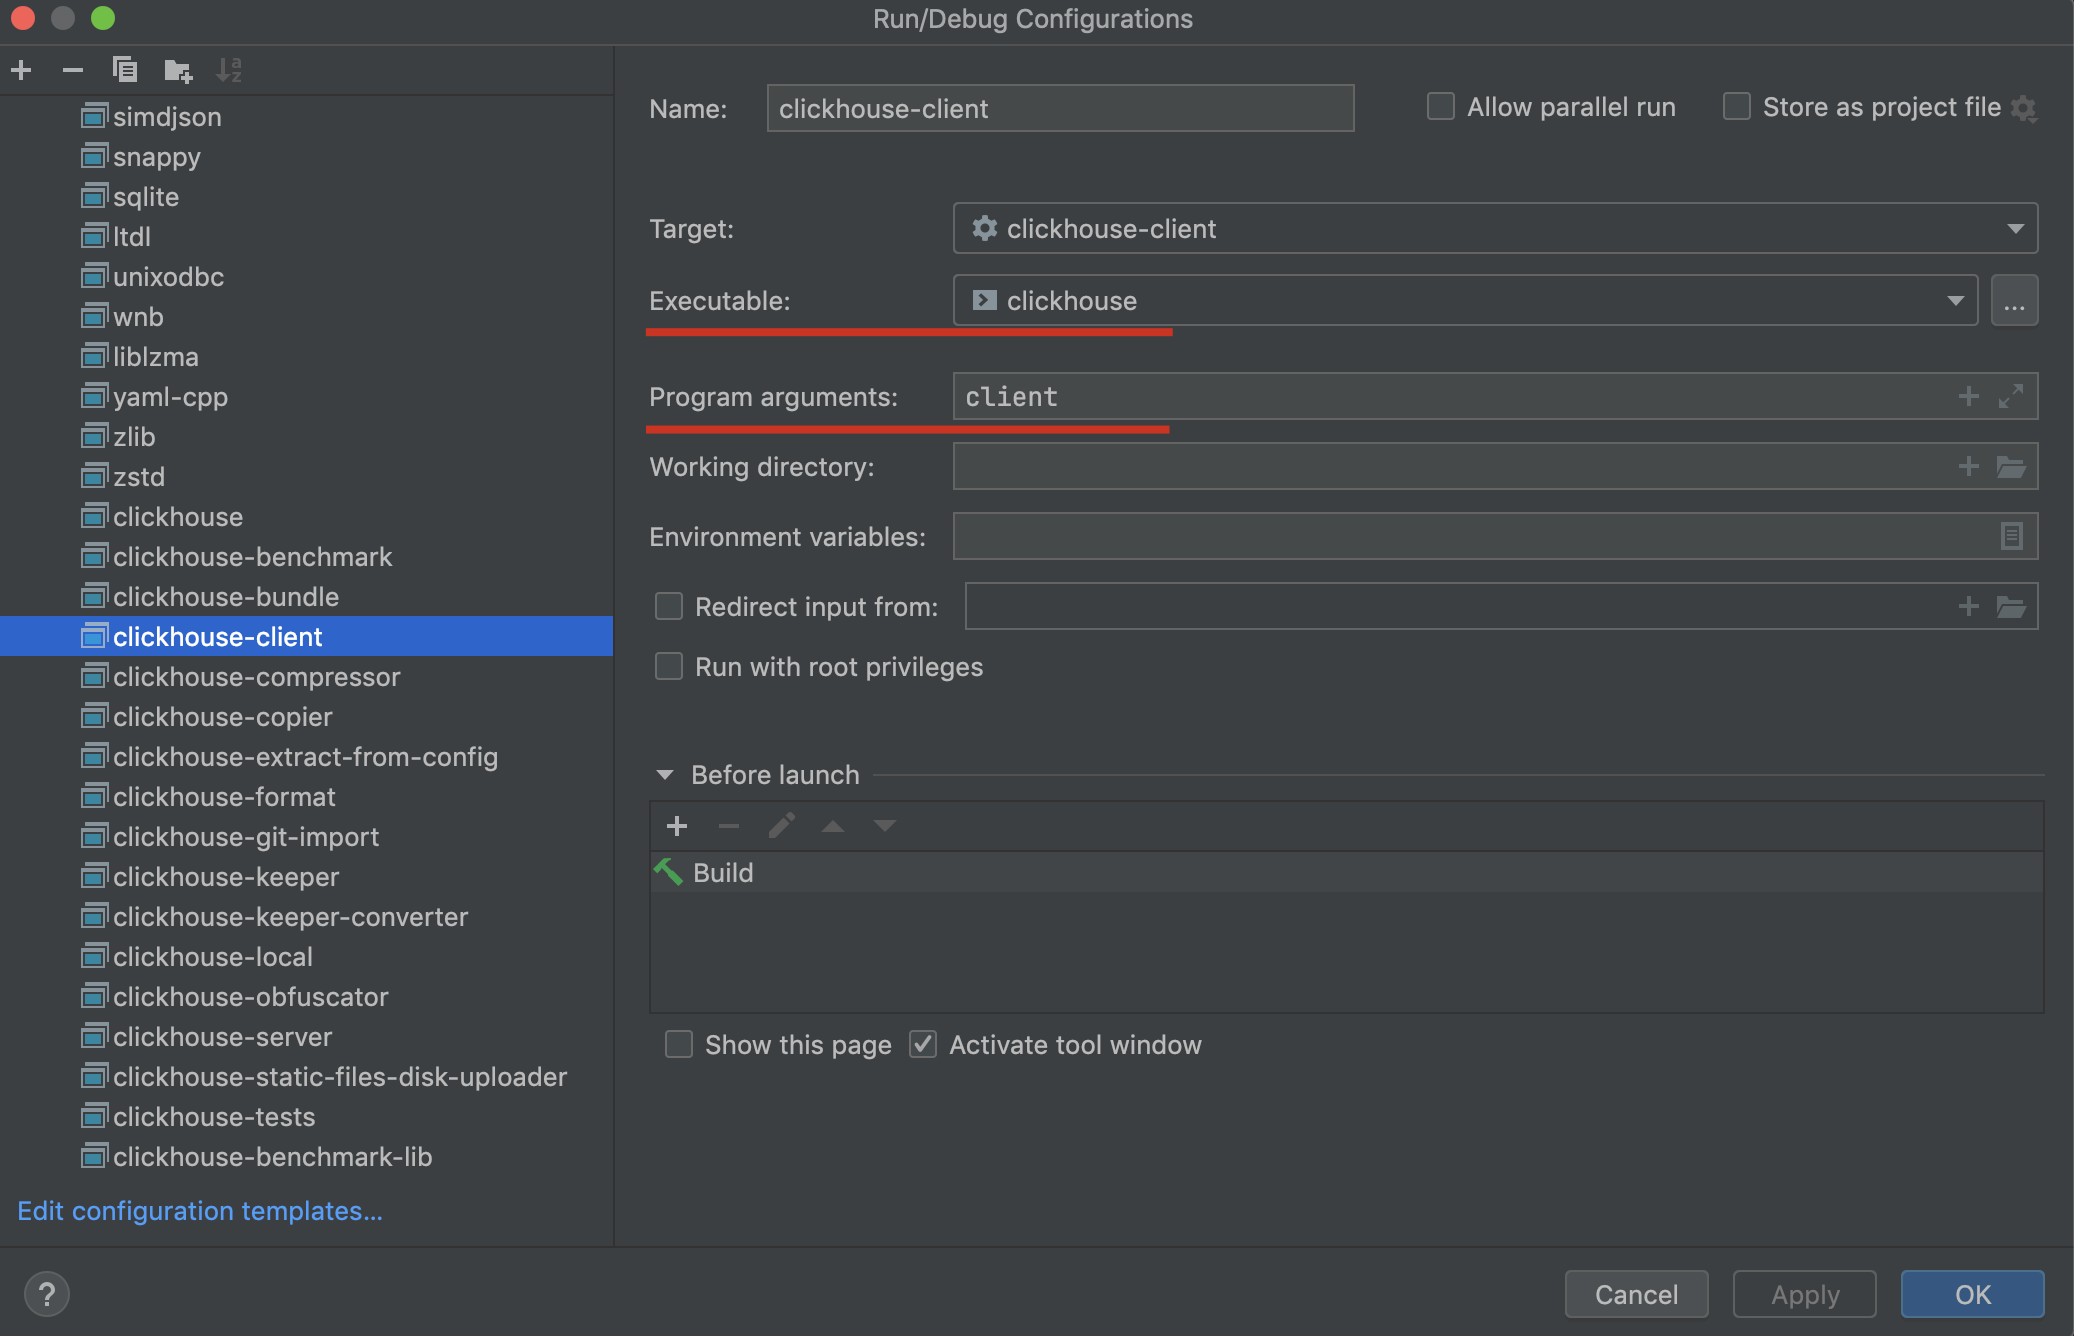 Run/Debug Configurations
simdjson
snappy
sqlite
ltdl
unixodbc
wnb
liblzma
yaml-cpp
zlib
zstd
clickhouse
clickhouse-benchmark
clickhouse-bundle
clickhouse-client
clickhouse-compressor
clickhouse-copier
clickhouse-extract-from-config
clickhouse-format
clickhouse-git-import
clickhouse-keeper
clickhouse-keeper-converter
clickhouse-local
clickhouse-obfuscator
clickhouse-server
clickhouse-static-files-disk-uploader
clickhouse-tests
clickhouse-benchmark-lib
Edit configuration templates...
Name: clickhouse-client Allow parallel run Store as project file
Target: clickhouse-client
Executable: clickhouse ...
Program arguments: client
Working directory:
Environment variables:
Redirect input from:
Run with root privileges
Before launch
Build
Show this page Activate tool window
? Cancel Apply OK